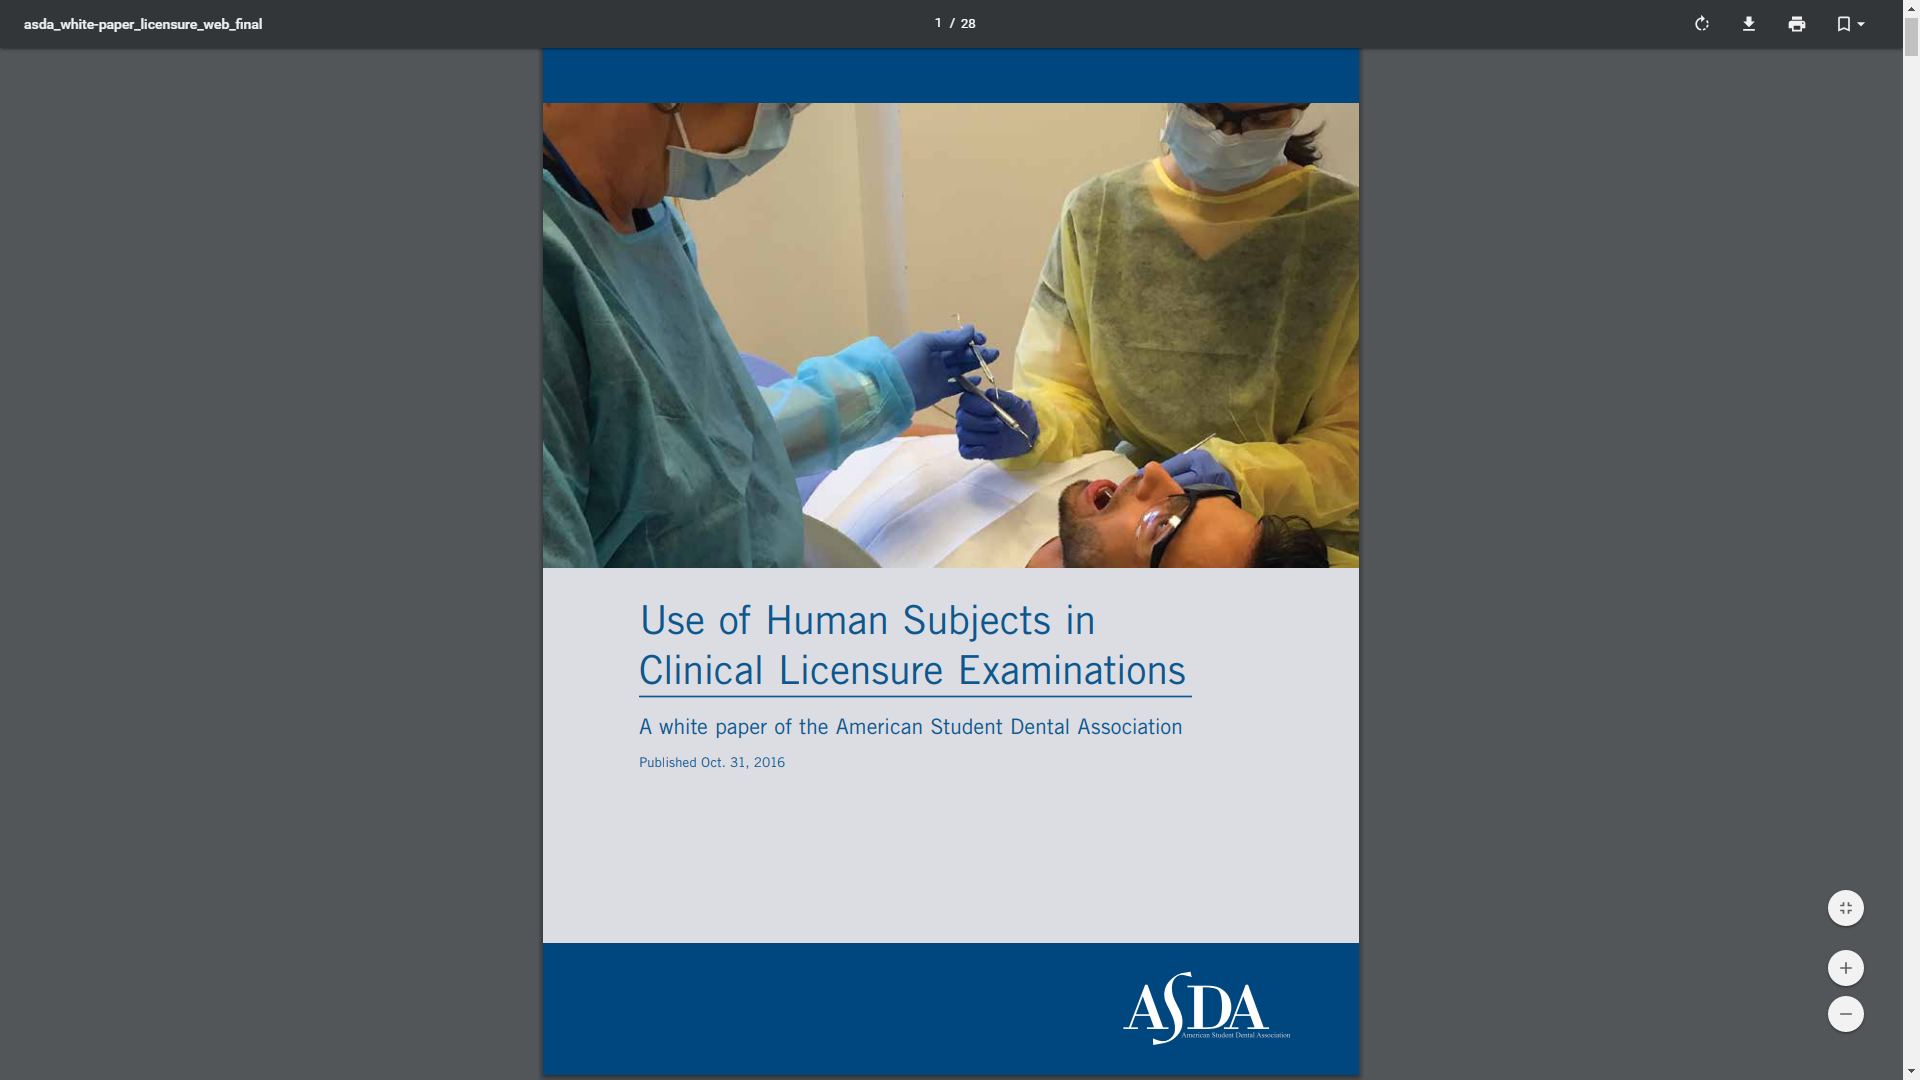 asda_white-paper_licensure_web_final
1 / 28
Use of Human Subjects in
Clinical Licensure Examinations
A white paper of the American Student Dental Association
Published Oct. 31, 2016
ASDA
American Student Dental Association